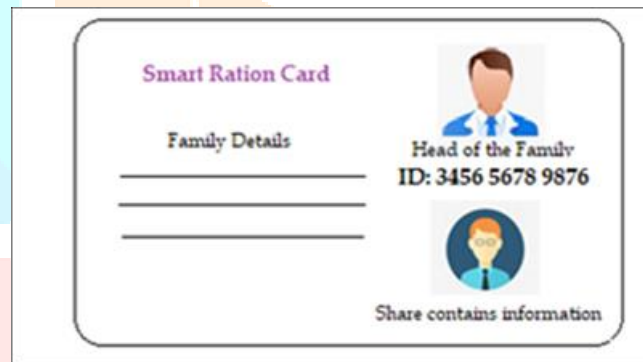 Smart Ration Card
Family Details
Head of the Family
ID: 3456 5678 9876
Share contains information